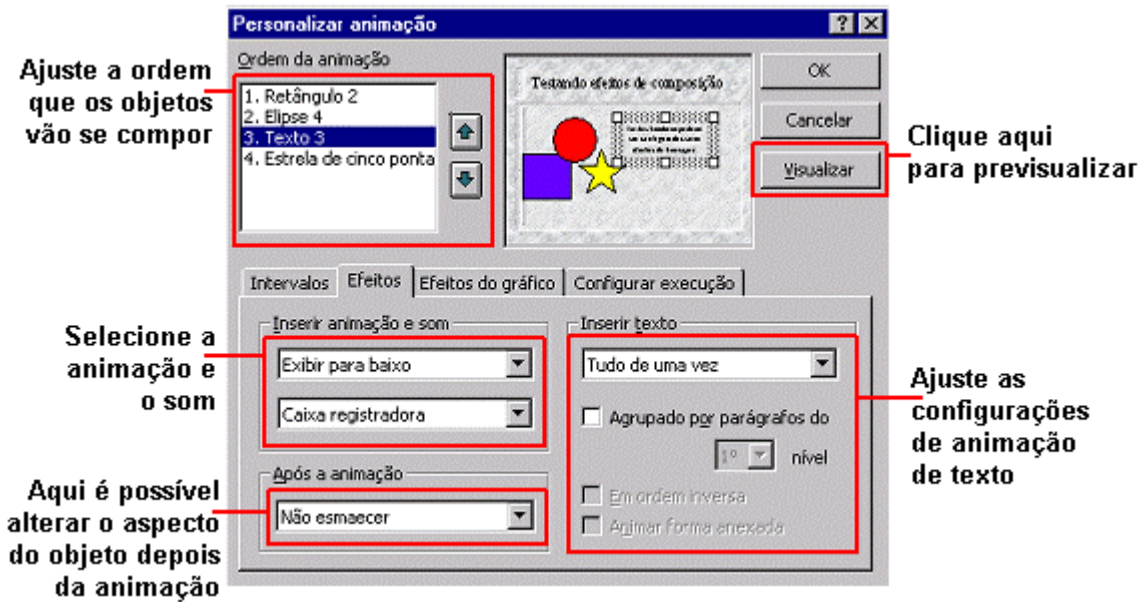 Personalizar animação
Ajuste a ordem
que os objetos
vão se compor
Ordem da animação
1. Retângulo 2
2. Elipse 4
3. Texto 3
4. Estrela de cinco ponta
Testando efeitos de composição
OK
Cancelar
Visualizar
Clique aqui
para previsualizar
Intervalos
Efeitos
Efeitos do gráfico
Configurar execução
Selecione a
animação e
o som
Inserir animação e som
Exibir para baixo
Caixa registradora
Aqui é possível
alterar o aspecto
do objeto depois
da animação
Após a animação
Não esmaecer
Inserir texto
Tudo de uma vez
Agrupado por parágrafos do
1º nível
Em ordem inversa
Animar forma anexada
Ajuste as
configurações
de animação
de texto